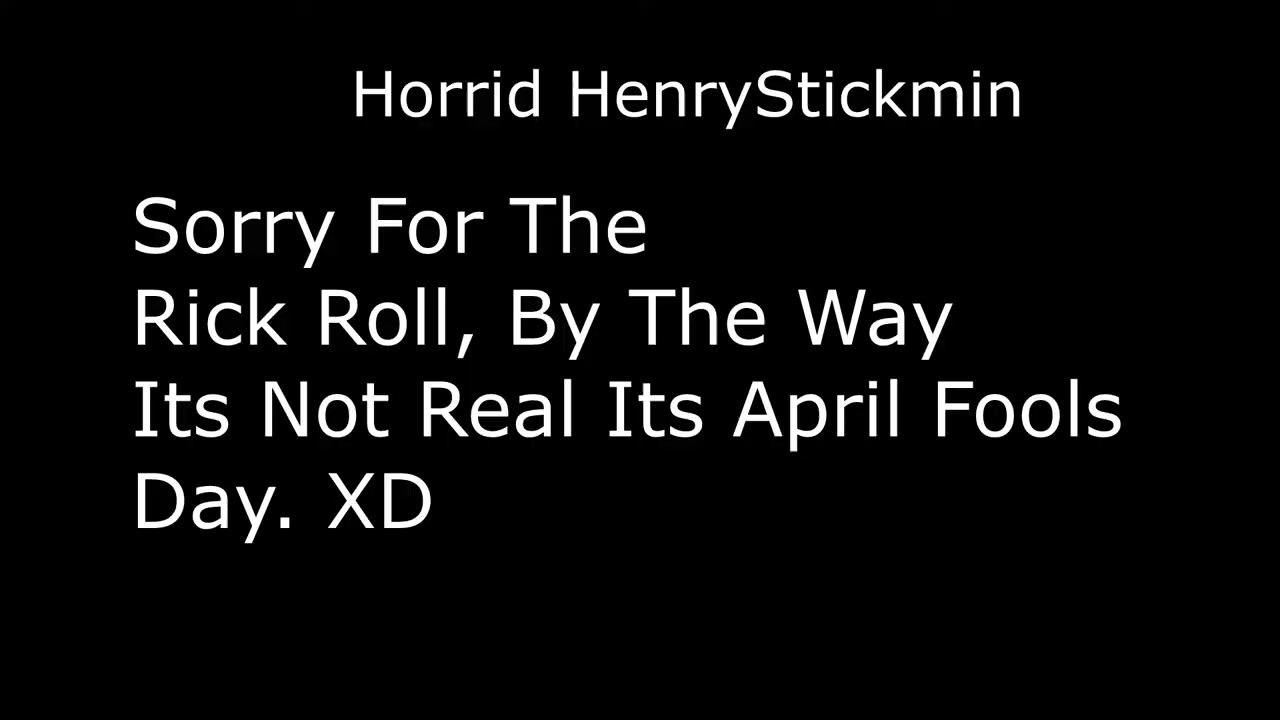 Horrid HenryStickmin
Sorry For The
Rick Roll, By The Way
Its Not Real Its April Fools
Day. XD